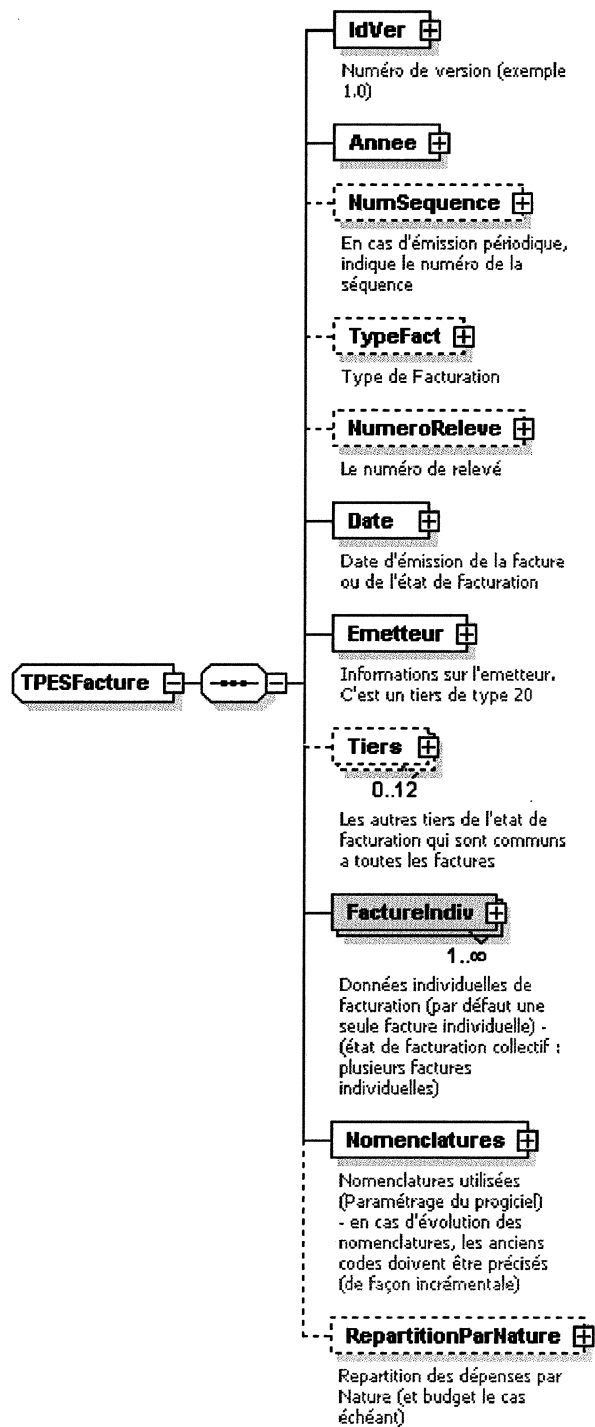 IdVer
Numéro de version (exemple
1.0)
Annee
NumSequence
En cas d'émission périodique,
indique le numéro de la
séquence
TypeFact
Type de Facturation
NumeroReleve
Le numéro de relevé
Date
Date d'émission de la facture
ou de l'état de facturation
Emetteur
Informations sur l'emetteur.
C'est un tiers de type 20
TPESFacture
Tiers
0..12
Les autres tiers de l'etat de
facturation qui sont communs
a toutes les factures
FactureIndiv
1..∞
Données individuelles de
facturation (par défaut une
seule facture individuelle) -
(état de facturation collectif :
plusieurs factures
individuelles)
Nomenclatures
Nomenclatures utilisées
(Paramétrage du progiciel)
- en cas d'évolution des
nomenclatures, les anciens
codes doivent être précisés
(de façon incrémentale)
RepartitionParNature
Repartition des dépenses par
Nature (et budget le cas
échéant)